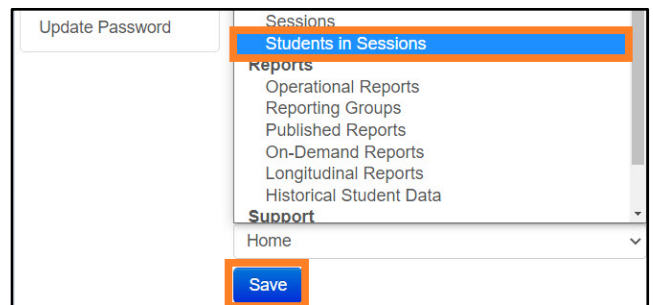 Update Password
Sessions
Students in Sessions
Reports
Operational Reports
Reporting Groups
Published Reports
On-Demand Reports
Longitudinal Reports
Historical Student Data
Support
Home
Save